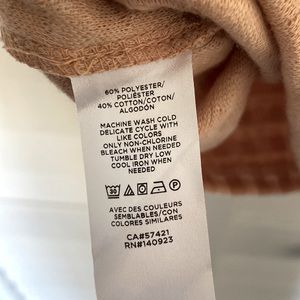 60% POLYESTER/
POLIÉSTER
40% COTTON/COTON/
ALGODÓN
MACHINE WASH COLD
DELICATE CYCLE WITH
LIKE COLORS
ONLY NON-CHLORINE
BLEACH WHEN NEEDED
TUMBLE DRY LOW
COOL IRON WHEN
NEEDED
30
AVEC DES COULEURS
SEMBLABLES/CON
COLORES SIMILARES
CA#57421
RN#140923